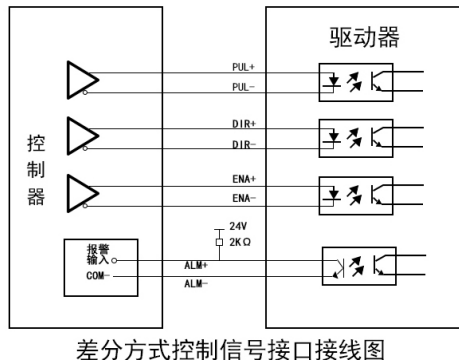 驱动器
控制器
PUL+
PUL-
DIR+
DIR-
ENA+
ENA-
24V
2KΩ
报警
输入
COM-
ALM+
ALM-
差分方式控制信号接口接线图